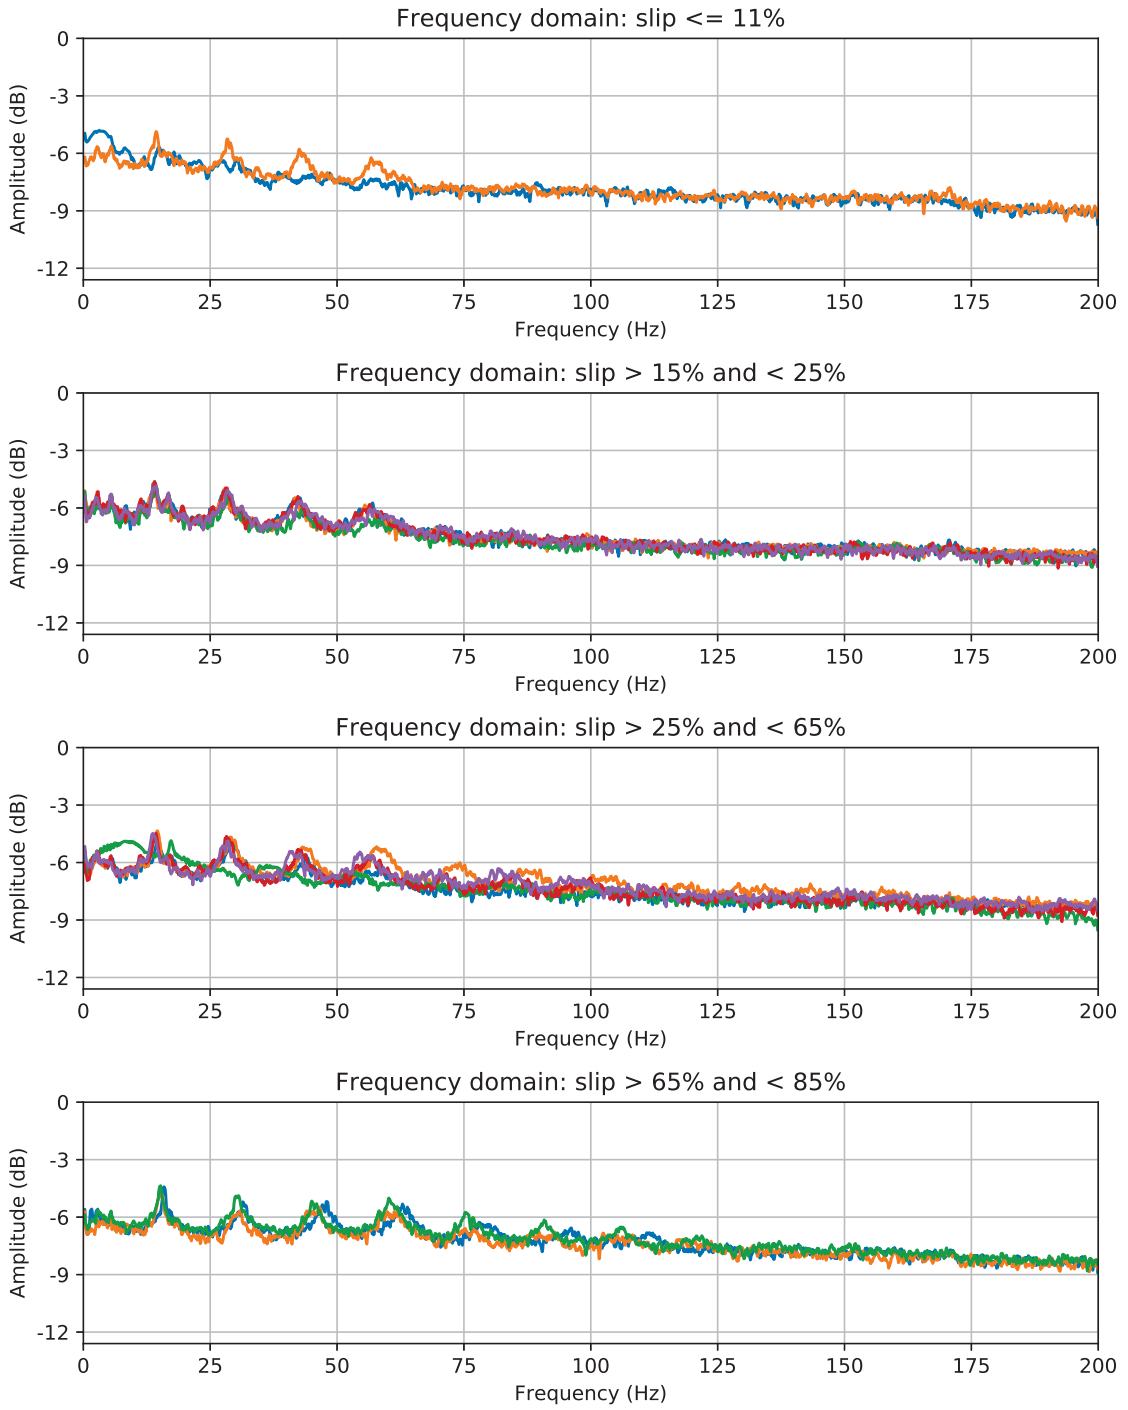 Frequency domain: slip <= 11%
0
-3
-6
-9
-12
Amplitude (dB)
0 25 50 75 100 125 150 175 200
Frequency (Hz)
Frequency domain: slip > 15% and < 25%
0
-3
-6
-9
-12
Amplitude (dB)
0 25 50 75 100 125 150 175 200
Frequency (Hz)
Frequency domain: slip > 25% and < 65%
0
-3
-6
-9
-12
Amplitude (dB)
0 25 50 75 100 125 150 175 200
Frequency (Hz)
Frequency domain: slip > 65% and < 85%
0
-3
-6
-9
-12
Amplitude (dB)
0 25 50 75 100 125 150 175 200
Frequency (Hz)